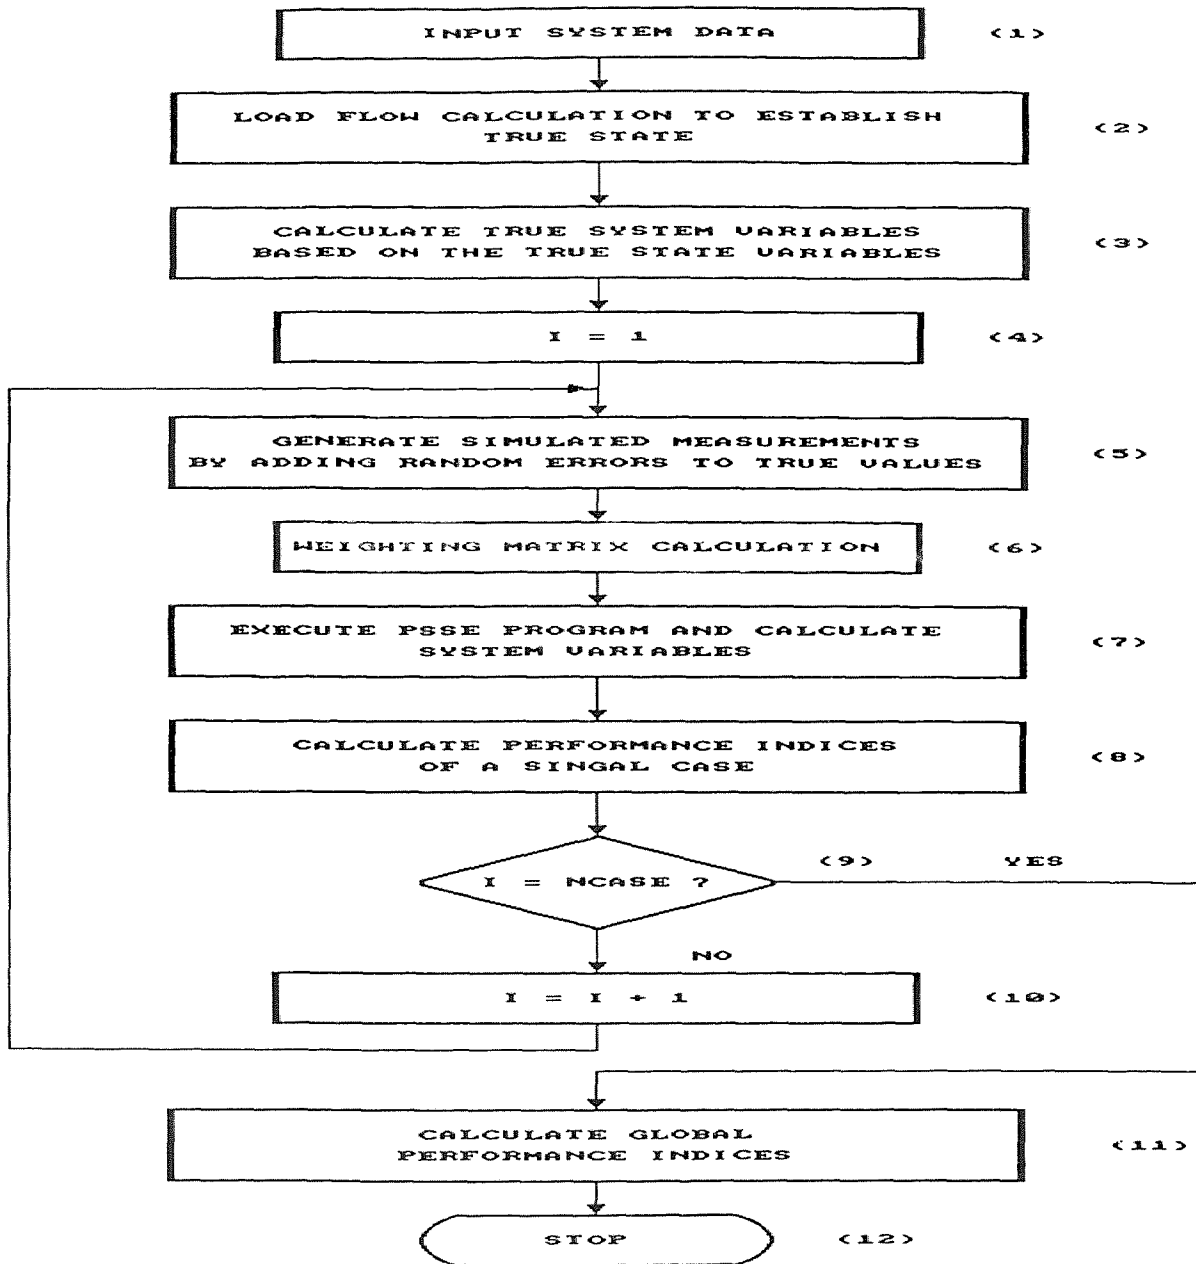 INPUT SYSTEM DATA (1)
LOAD FLOW CALCULATION TO ESTABLISH
TRUE STATE
(2)
CALCULATE TRUE SYSTEM VARIABLES
BASED ON THE TRUE STATE VARIABLES
(3)
I = 1 (4)
GENERATE SIMULATED MEASUREMENTS
BY ADDING RANDOM ERRORS TO TRUE VALUES
(5)
WEIGHTING MATRIX CALCULATION (6)
EXECUTE PSSE PROGRAM AND CALCULATE
SYSTEM VARIABLES
(7)
CALCULATE PERFORMANCE INDICES
OF A SINGAL CASE
(8)
(9) YES
I = NCASE ?
NO
I = I + 1 (10)
CALCULATE GLOBAL
PERFORMANCE INDICES
(11)
STOP (12)